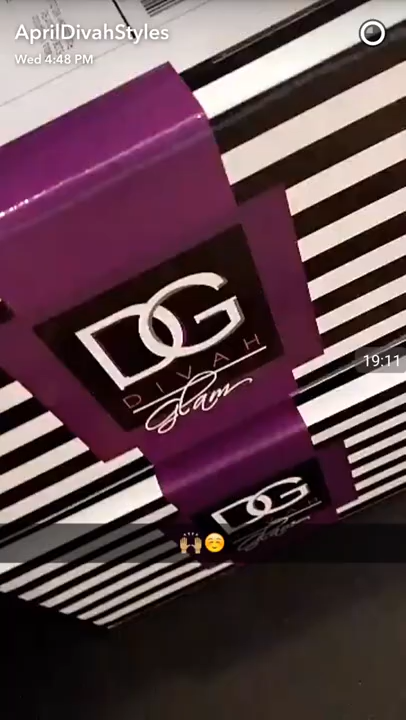 AprilDivahStyles
Wed 4:48 PM
DG
DIVAH
Glam
19:11
DG
🙌🏽☺️